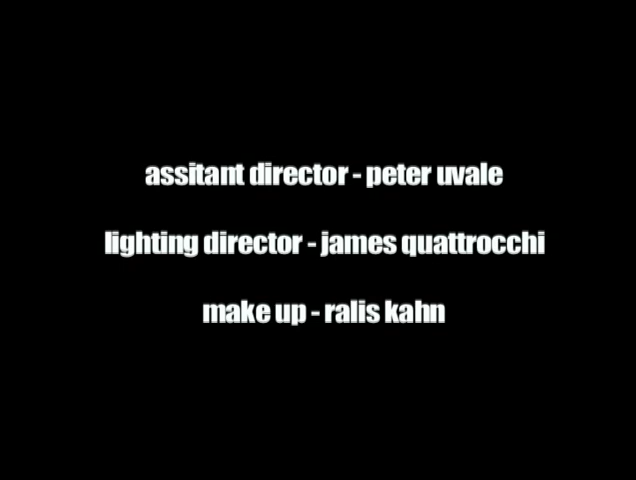 assitant director - peter uvale
lighting director - james quattrocchi
make up - ralis kahn